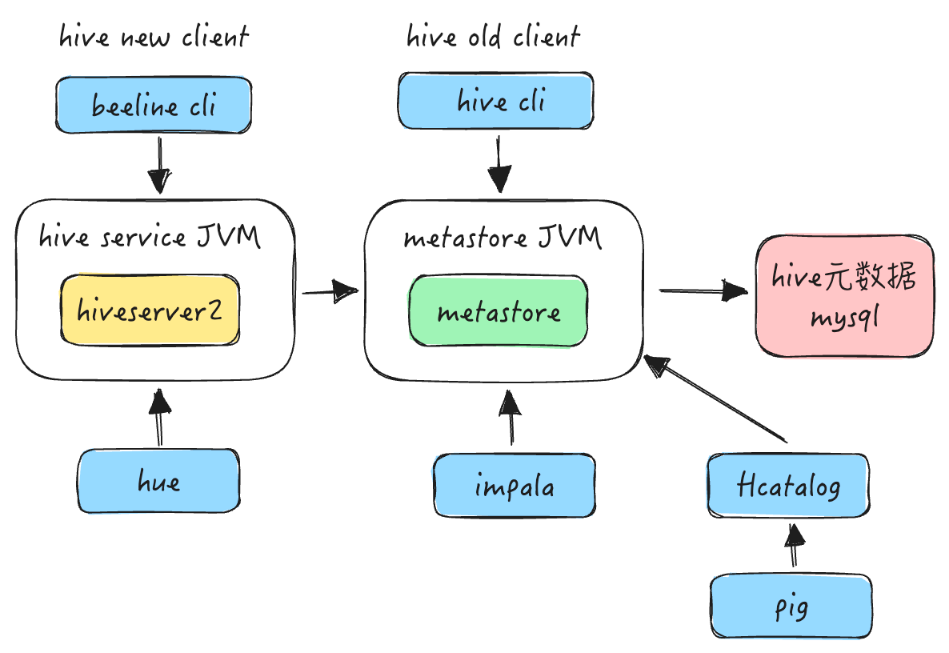 hive new client
hive old client
beeline cli
hive cli
hive service JVM
metastore JVM
hiveserver2
metastore
hive元数据
mysql
hue
impala
Hcatalog
pig